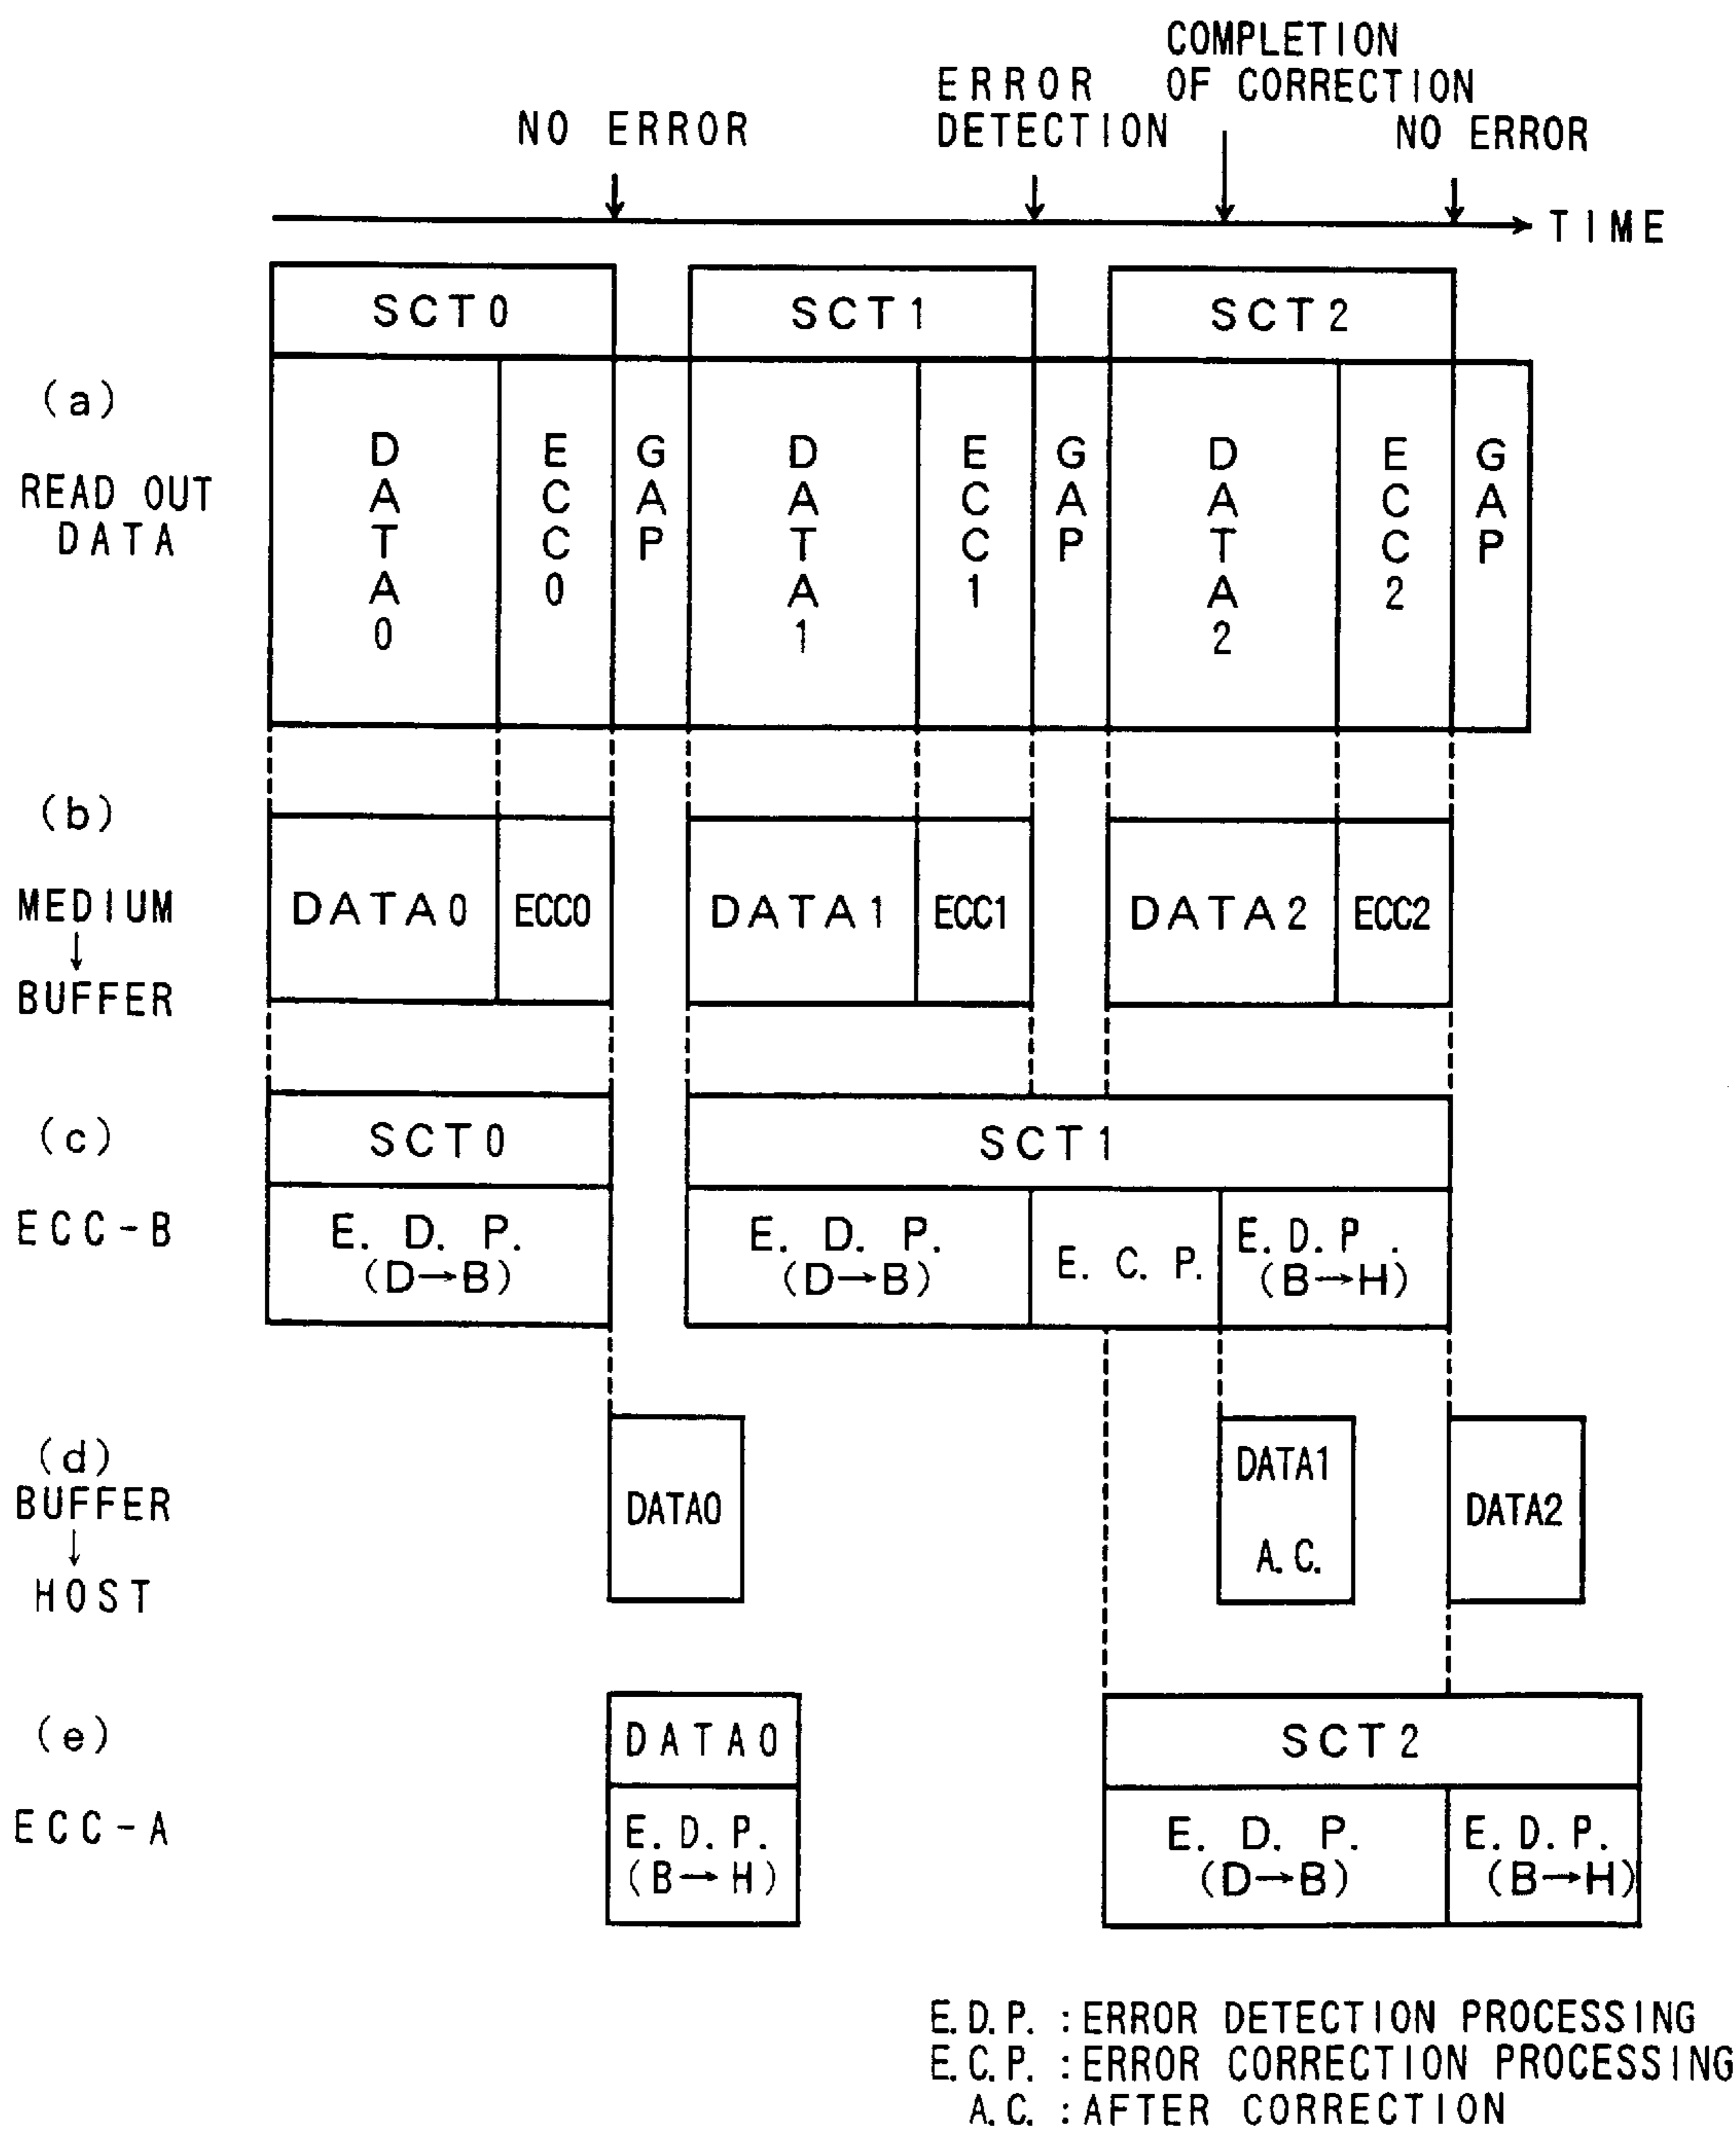 COMPLETION
ERROR OF CORRECTION
NO ERROR DETECTION NO ERROR
TIME
SCT0 SCT1 SCT2
(a)
READ OUT
DATA
DATA0
ECC0
GAP
DATA1
ECC1
GAP
DATA2
ECC2
GAP
(b)
MEDIUM
↓
BUFFER
DATA0 ECC0 DATA1 ECC1 DATA2 ECC2
(c)
ECC-B
SCT0 SCT1
E. D. P.
(D→B)
E. D. P.
(D→B)
E. C. P.
E. D. P.
(B→H)
(d)
BUFFER
↓
HOST
DATA0
DATA1
A.C.
DATA2
(e)
ECC-A
DATA0 SCT2
E. D. P.
(B→H)
E. D. P.
(D→B)
E. D. P.
(B→H)
E.D.P. :ERROR DETECTION PROCESSING
E.C.P. :ERROR CORRECTION PROCESSING
A.C. :AFTER CORRECTION